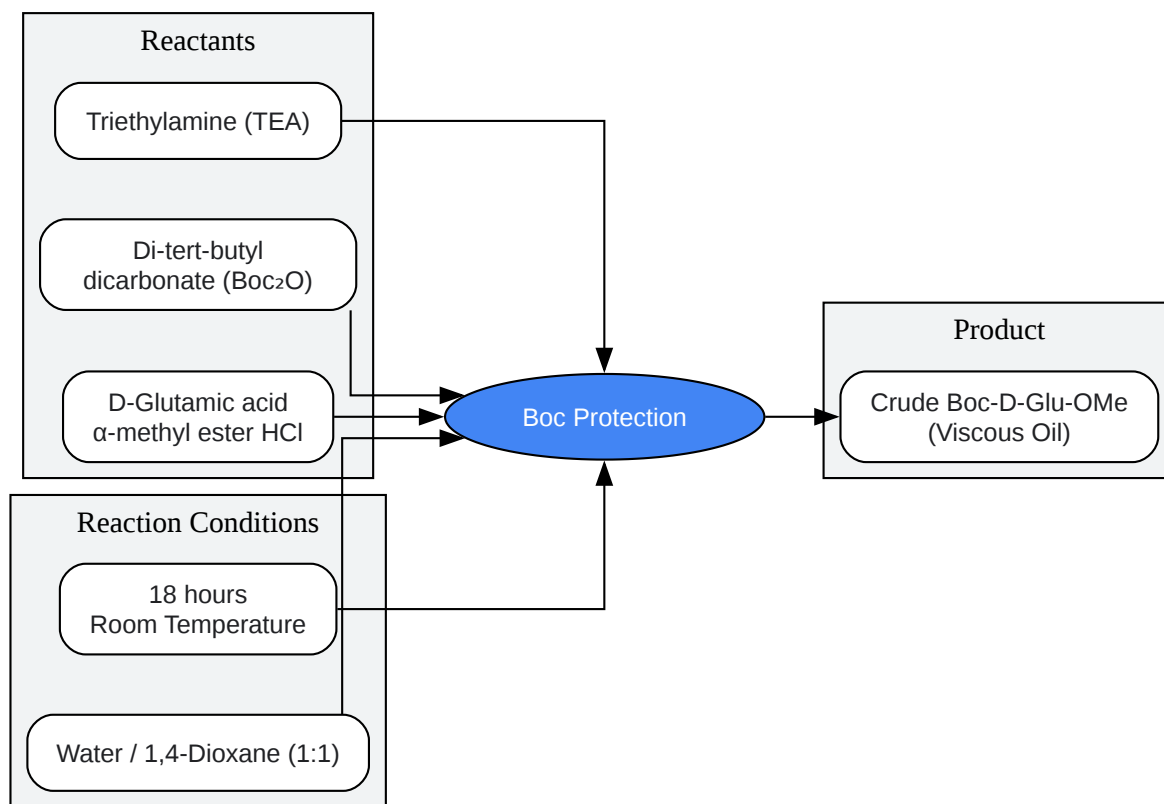 Reactants
Triethylamine (TEA)
Di-tert-butyl
dicarbonate (Boc₂O)
D-Glutamic acid
α-methyl ester HCl
Reaction Conditions
18 hours
Room Temperature
Water / 1,4-Dioxane (1:1)
Boc Protection
Product
Crude Boc-D-Glu-OMe
(Viscous Oil)